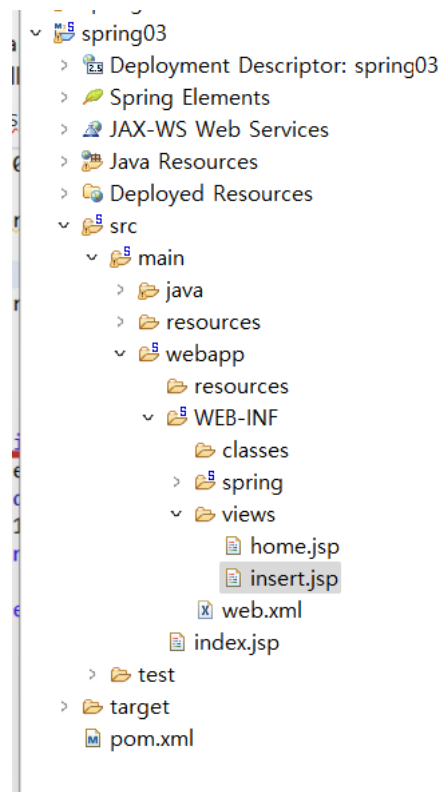 spring03
Deployment Descriptor: spring03
Spring Elements
JAX-WS Web Services
Java Resources
Deployed Resources
src
main
java
resources
webapp
resources
WEB-INF
classes
spring
views
home.jsp
insert.jsp
web.xml
index.jsp
test
target
pom.xml